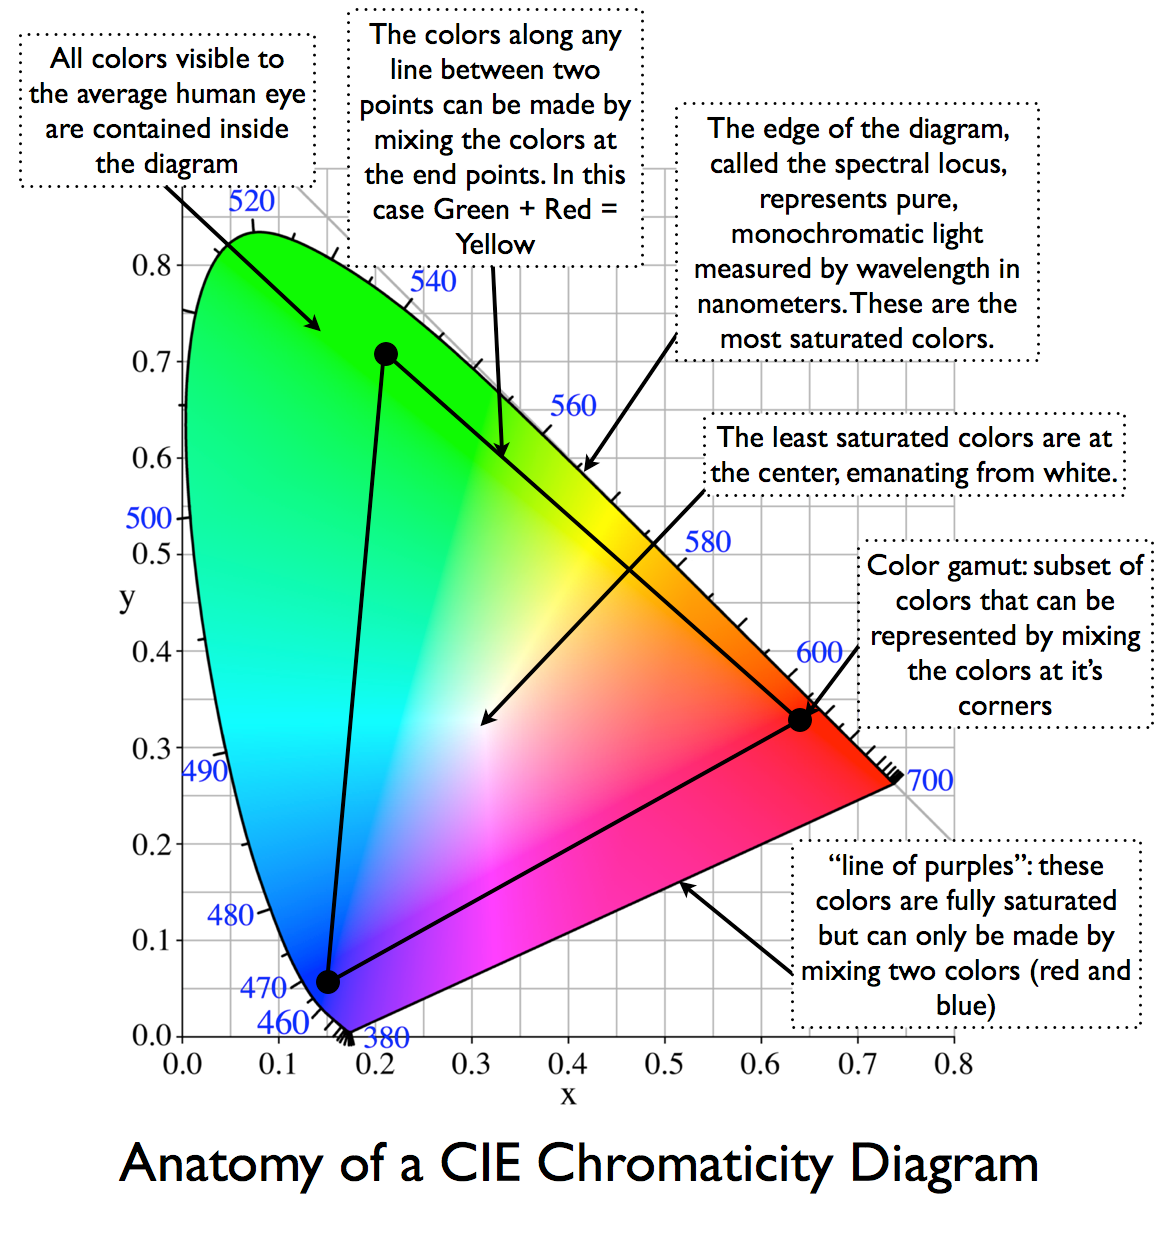 All colors visible to
the average human eye
are contained inside
the diagram
The colors along any
line between two
points can be made by
mixing the colors at
the end points. In this
case Green + Red =
Yellow
The edge of the diagram,
called the spectral locus,
represents pure,
monochromatic light
measured by wavelength in
nanometers. These are the
most saturated colors.
The least saturated colors are at
the center, emanating from white.
Color gamut: subset of
colors that can be
represented by mixing
the colors at it's
corners
"line of purples": these
colors are fully saturated
but can only be made by
mixing two colors (red and
blue)
520
540
560
580
600
700
500
490
480
470
460
380
0.8
0.7
0.6
0.5
y
0.4
0.3
0.2
0.1
0.0
0.0 0.1 0.2 0.3 0.4 0.5 0.6 0.7 0.8
x
Anatomy of a CIE Chromaticity Diagram